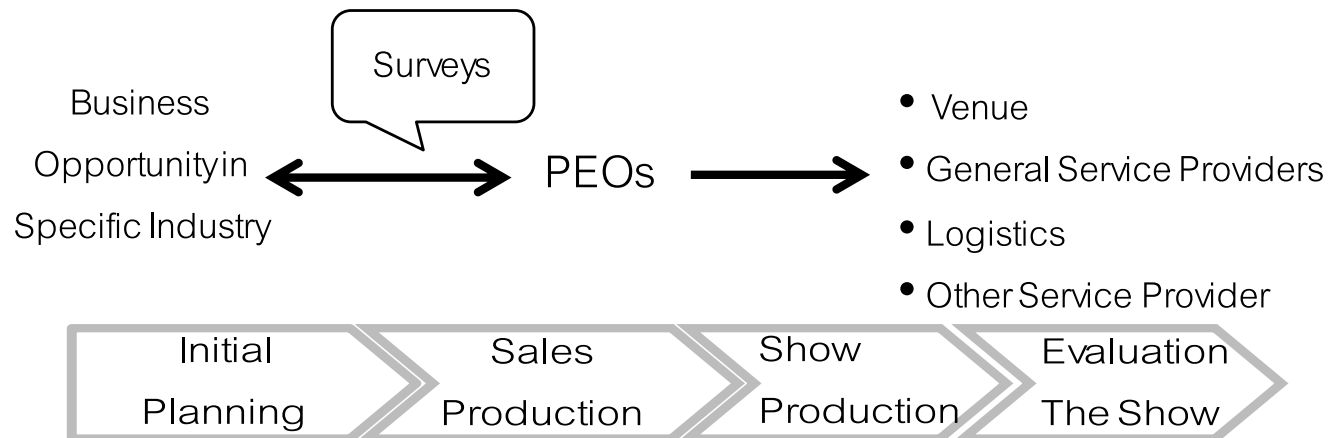 Surveys
Business
Opportunityin
Specific Industry
PEOs
• Venue
• General Service Providers
• Logistics
• Other Service Provider
Initial
Planning
Sales
Production
Show
Production
Evaluation
The Show